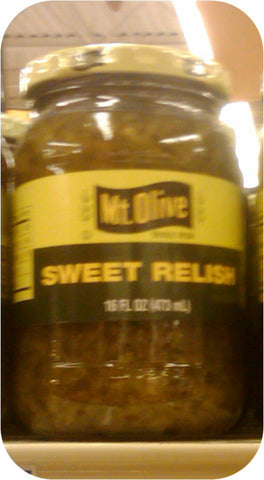 Mt. Olive
SWEET RELISH
16 FL OZ (473 mL)